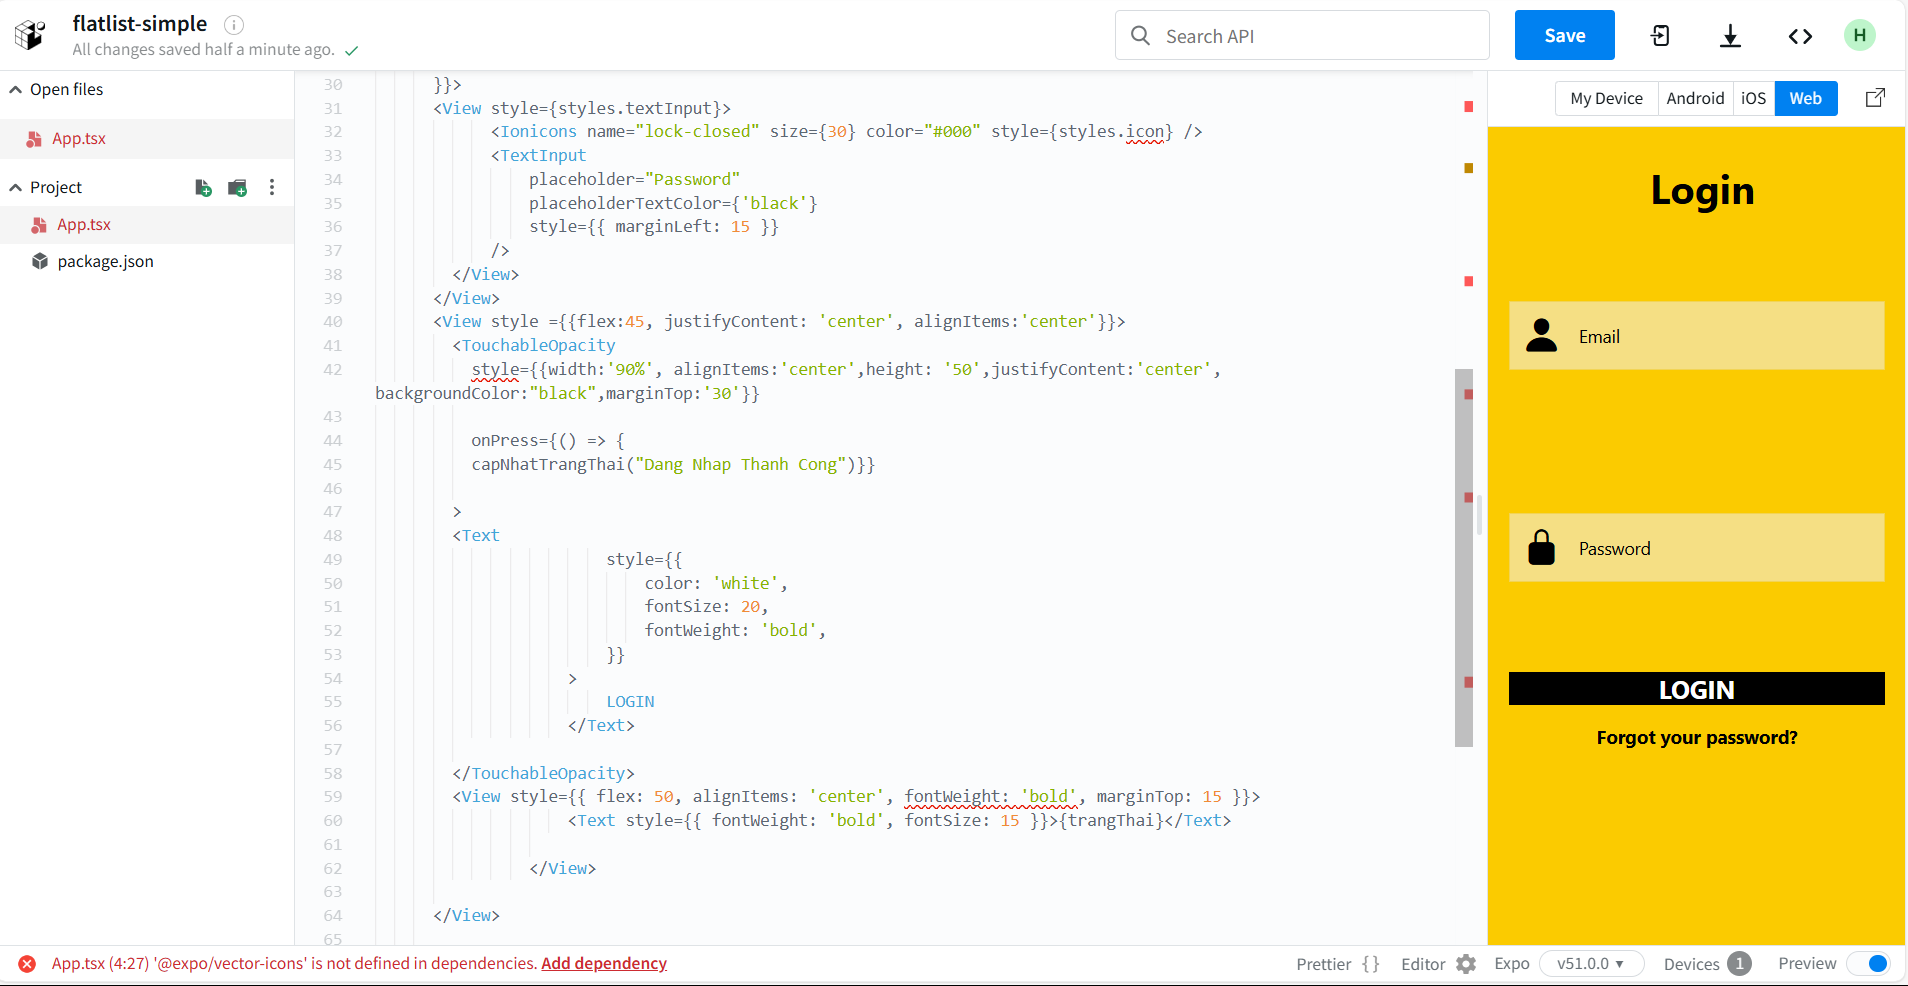 flatlist-simple
All changes saved half a minute ago.
Search API
Save
H
Open files
App.tsx
Project
App.tsx
package.json
30 }}>
31 <View style={styles.textInput}>
32 <Ionicons name="lock-closed" size={30} color="#000" style={styles.icon} />
33 <TextInput
34 placeholder="Password"
35 placeholderTextColor={'black'}
36 style={{ marginLeft: 15 }}
37 />
38 </View>
39 </View>
40 <View style ={{flex:45, justifyContent: 'center', alignItems:'center'}}>
41 <TouchableOpacity
42 style={{width:'90%', alignItems:'center',height: '50',justifyContent:'center',
backgroundColor:"black",marginTop:'30'}}
43
44 onPress={() => {
45 capNhatTrangThai("Dang Nhap Thanh Cong")}}
46
47 >
48 <Text
49 style={{
50 color: 'white',
51 fontSize: 20,
52 fontWeight: 'bold',
53 }}
54 >
55 LOGIN
56 </Text>
57
58 </TouchableOpacity>
59 <View style={{ flex: 50, alignItems: 'center', fontWeight: 'bold', marginTop: 15 }}>
60 <Text style={{ fontWeight: 'bold', fontSize: 15 }}>{trangThai}</Text>
61
62 </View>
63
64 </View>
65
My Device Android iOS Web
Login
Email
Password
LOGIN
Forgot your password?
App.tsx (4:27) '@expo/vector-icons' is not defined in dependencies. Add dependency
Prettier {} Editor Expo v51.0.0 Devices 1 Preview